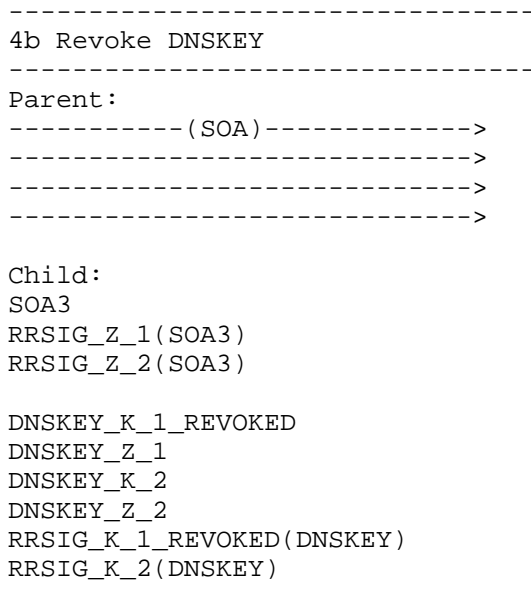 ---------------------------------
4b Revoke DNSKEY
---------------------------------
Parent:
-----------(SOA)------------->
----------------------------->
----------------------------->
----------------------------->
Child:
SOA3
RRSIG_Z_1(SOA3)
RRSIG_Z_2(SOA3)
DNSKEY_K_1_REVOKED
DNSKEY_Z_1
DNSKEY_K_2
DNSKEY_Z_2
RRSIG_K_1_REVOKED(DNSKEY)
RRSIG_K_2(DNSKEY)